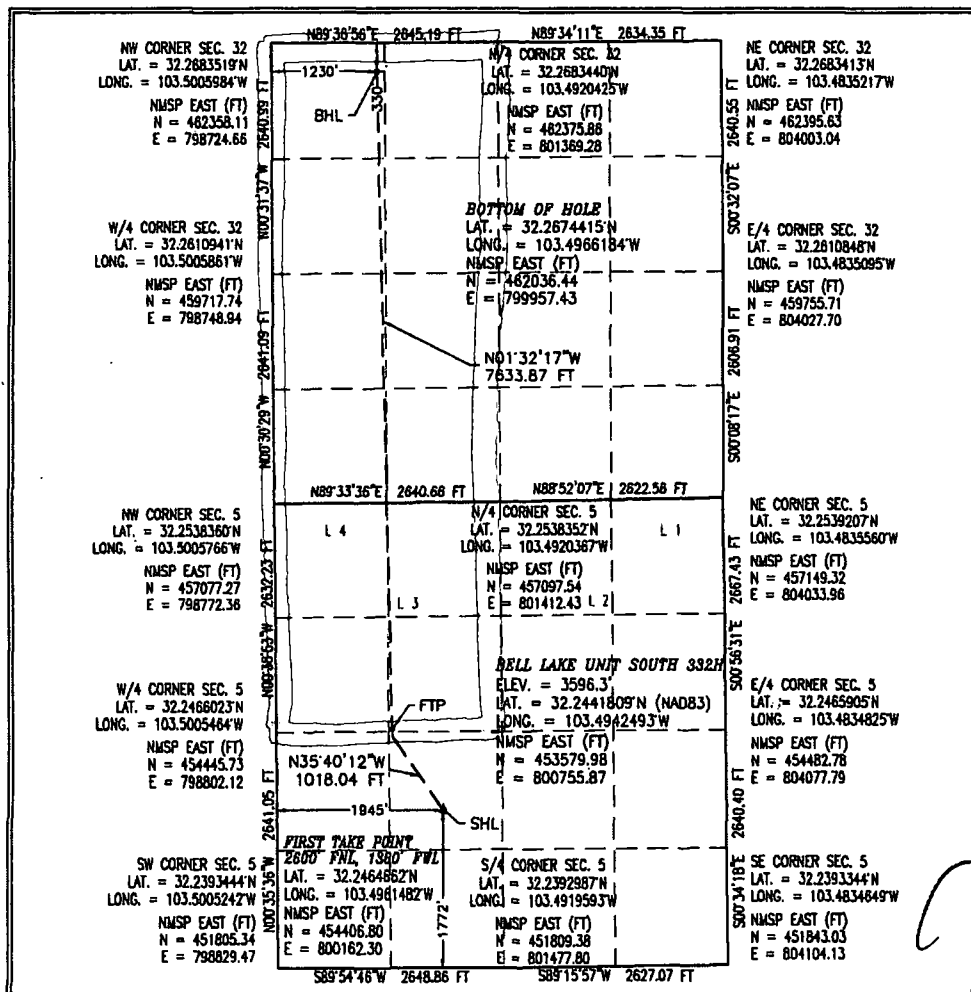 N89°36'56"E 2645.19 FT
N89°34'11"E 2634.35 FT
NW CORNER SEC. 32
LAT. = 32.2683519°N
LONG. = 103.5005984°W
NMSP EAST (FT)
N = 462358.11
E = 798724.66
1230'
330'
BHL
N/4 CORNER SEC. 32
LAT. = 32.2683440°N
LONG. = 103.4920425°W
NMSP EAST (FT)
N = 462375.88
E = 801369.28
NE CORNER SEC. 32
LAT. = 32.2683413°N
LONG. = 103.4835217°W
NMSP EAST (FT)
N = 462395.63
E = 804003.04
N00°31'37"W 2640.99 FT
S00°32'07"E 2640.55 FT
W/4 CORNER SEC. 32
LAT. = 32.2610941°N
LONG. = 103.5005861°W
NMSP EAST (FT)
N = 459717.74
E = 798748.94
BOTTOM OF HOLE
LAT. = 32.2674415°N
LONG. = 103.4966184°W
NMSP EAST (FT)
N = 462036.44
E = 799957.43
E/4 CORNER SEC. 32
LAT. = 32.2610848°N
LONG. = 103.4835095°W
NMSP EAST (FT)
N = 459755.71
E = 804027.70
N01°32'17"W
7633.87 FT
N00°30'29"W 2641.09 FT
S00°08'17"E 2606.91 FT
N89°33'36"E 2640.66 FT
N88°52'07"E 2622.56 FT
NW CORNER SEC. 5
LAT. = 32.2538360°N
LONG. = 103.5005766°W
NMSP EAST (FT)
N = 457077.27
E = 798772.36
L 4
N/4 CORNER SEC. 5
LAT. = 32.2538352°N
LONG. = 103.4920367°W
NMSP EAST (FT)
N = 457097.54
E = 801412.43
L 1
L 3
L 2
NE CORNER SEC. 5
LAT. = 32.2539207°N
LONG. = 103.4835560°W
NMSP EAST (FT)
N = 457149.32
E = 804033.96
N00°38'53"W 2632.23 FT
S00°56'31"E 2667.43 FT
W/4 CORNER SEC. 5
LAT. = 32.2466023°N
LONG. = 103.5005464°W
NMSP EAST (FT)
N = 454445.73
E = 798802.12
FTP
BELL LAKE UNIT SOUTH 332H
ELEV. = 3596.3'
LAT. = 32.2441809°N (NAD83)
LONG. = 103.4942493°W
NMSP EAST (FT)
N = 453579.98
E = 800755.87
E/4 CORNER SEC. 5
LAT. = 32.2465905°N
LONG. = 103.4834825°W
NMSP EAST (FT)
N = 454482.78
E = 804077.79
N35°40'12"W
1018.04 FT
1945'
SHL
N00°35'36"W 2641.05 FT
S00°34'18"E 2640.40 FT
SW CORNER SEC. 5
LAT. = 32.2393444°N
LONG. = 103.5005242°W
NMSP EAST (FT)
N = 451805.34
E = 798829.47
FIRST TAKE POINT
2600' FNL, 1360' FWL
LAT. = 32.2464862°N
LONG. = 103.4961482°W
NMSP EAST (FT)
N = 454406.80
E = 800162.30
1772'
S/4 CORNER SEC. 5
LAT. = 32.2392987°N
LONG. = 103.4919593°W
NMSP EAST (FT)
N = 451809.38
E = 801477.80
SE CORNER SEC. 5
LAT. = 32.2393344°N
LONG. = 103.4834649°W
NMSP EAST (FT)
N = 451843.03
E = 804104.13
S89°54'46"W 2648.86 FT
S89°15'57"W 2627.07 FT